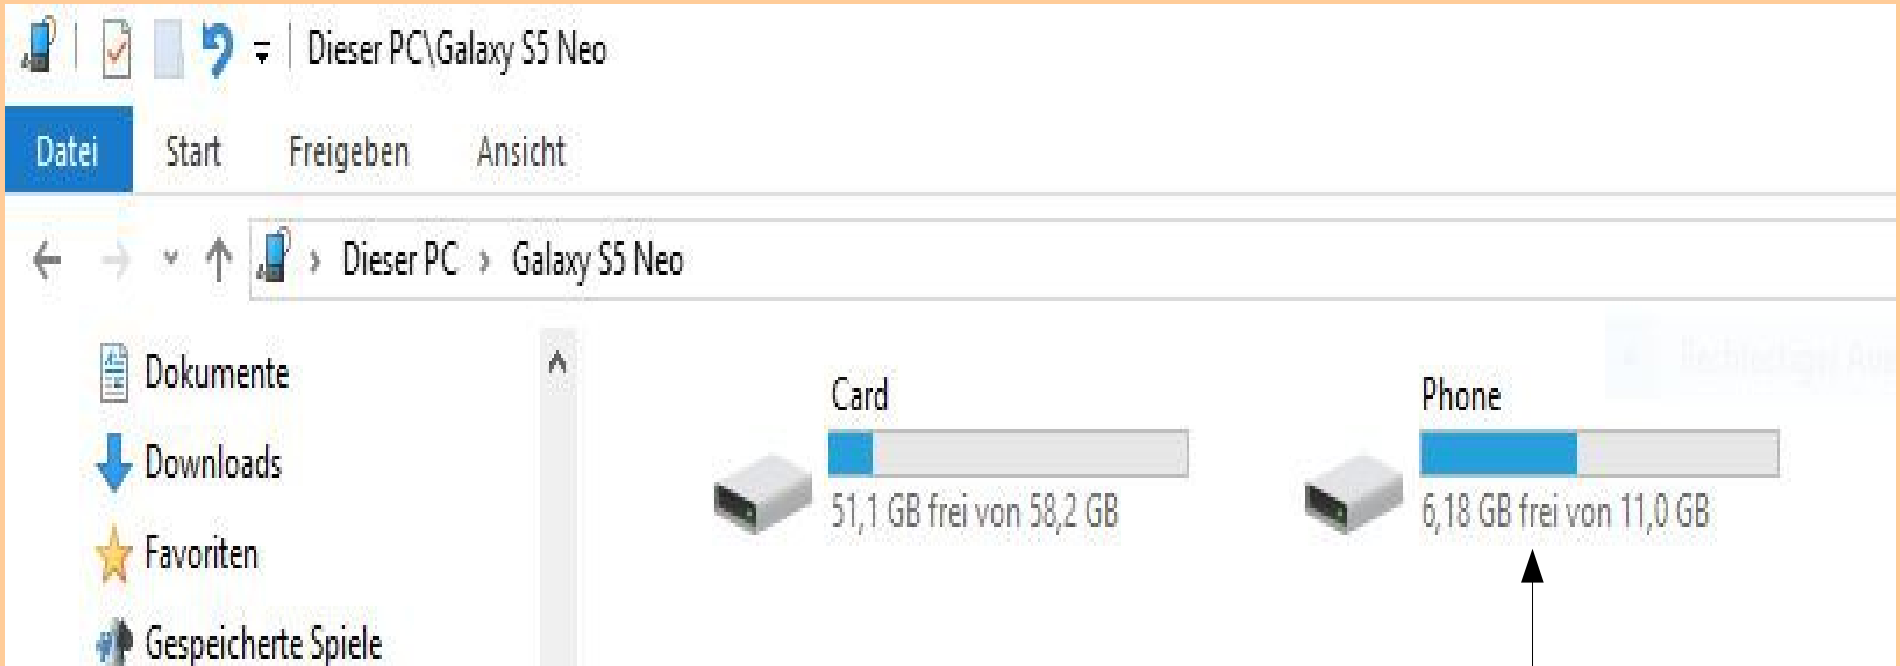 Dieser PC\Galaxy S5 Neo
Datei Start Freigeben Ansicht
Dieser PC › Galaxy S5 Neo
Dokumente
Downloads
Favoriten
Gespeicherte Spiele
Card
51,1 GB frei von 58,2 GB
Phone
6,18 GB frei von 11,0 GB